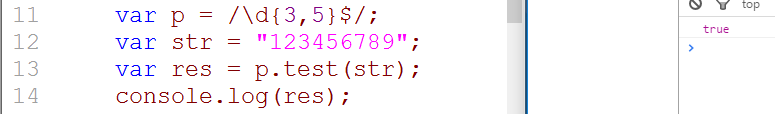 11 var p = /\d{3,5}$/;
12 var str = "123456789";
13 var res = p.test(str);
14 console.log(res);
top
true
>